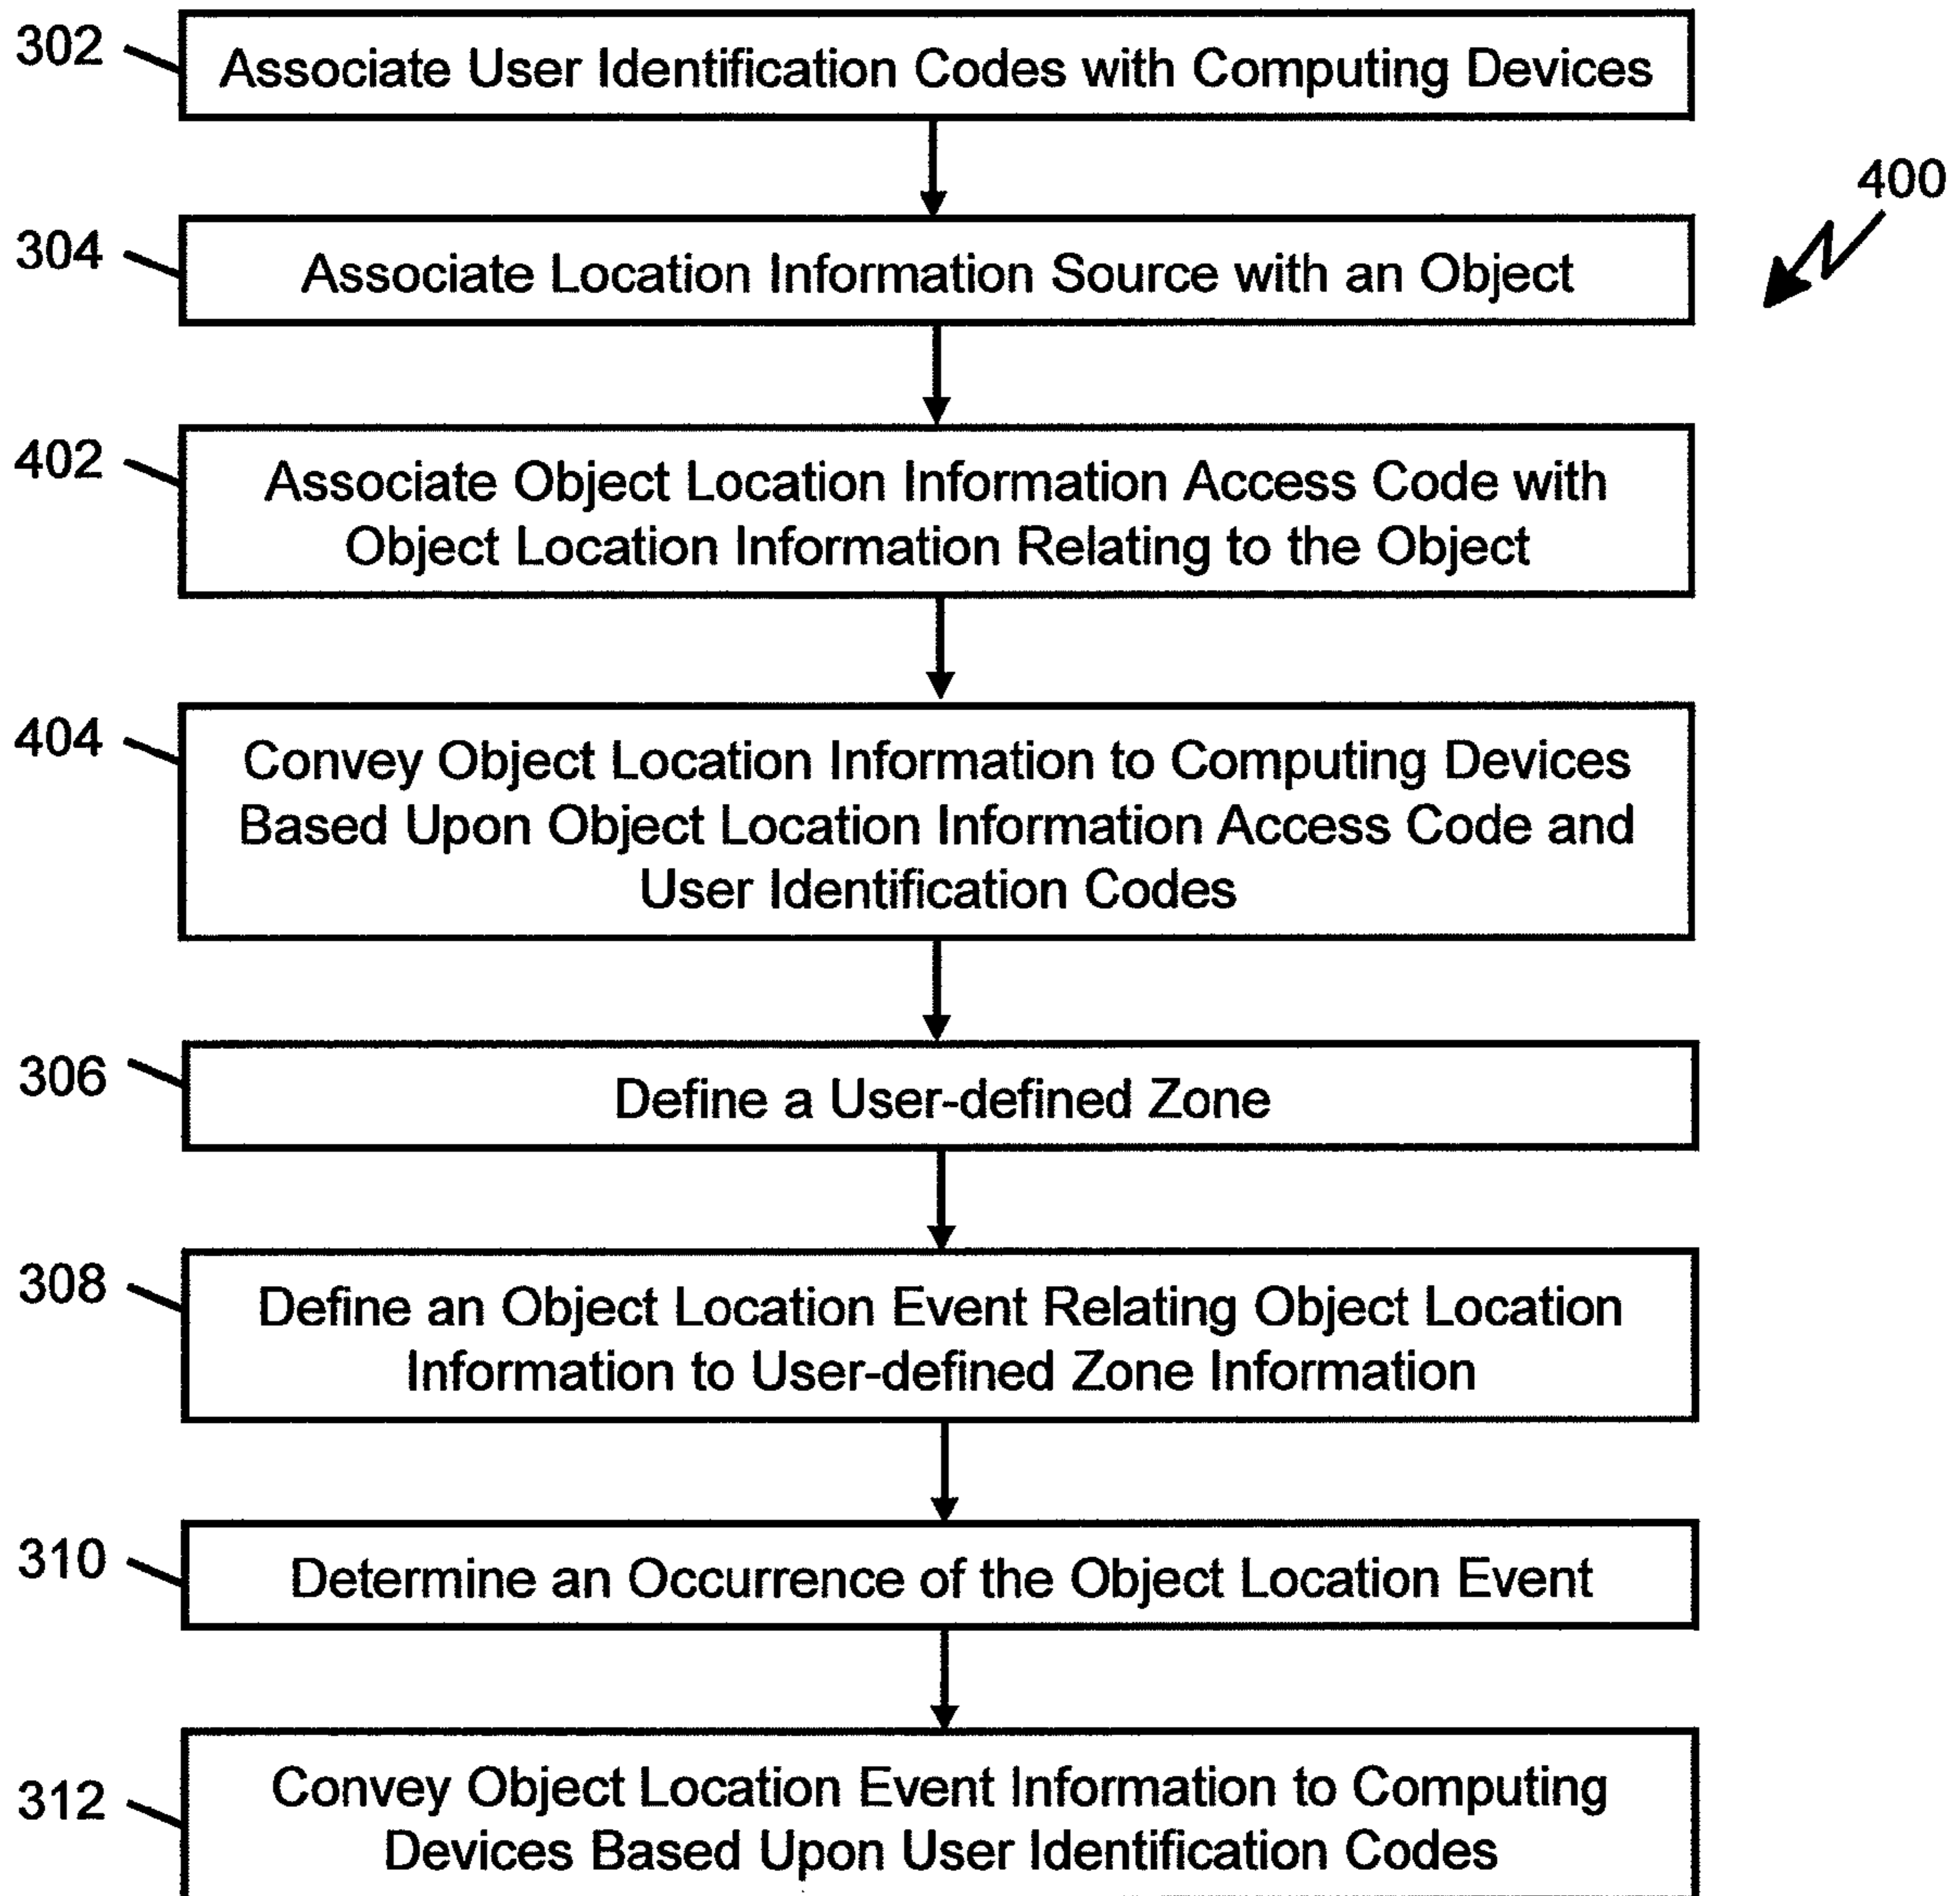 302
Associate User Identification Codes with Computing Devices
400
304
Associate Location Information Source with an Object
402
Associate Object Location Information Access Code with
Object Location Information Relating to the Object
404
Convey Object Location Information to Computing Devices
Based Upon Object Location Information Access Code and
User Identification Codes
306
Define a User-defined Zone
308
Define an Object Location Event Relating Object Location
Information to User-defined Zone Information
310
Determine an Occurrence of the Object Location Event
312
Convey Object Location Event Information to Computing
Devices Based Upon User Identification Codes